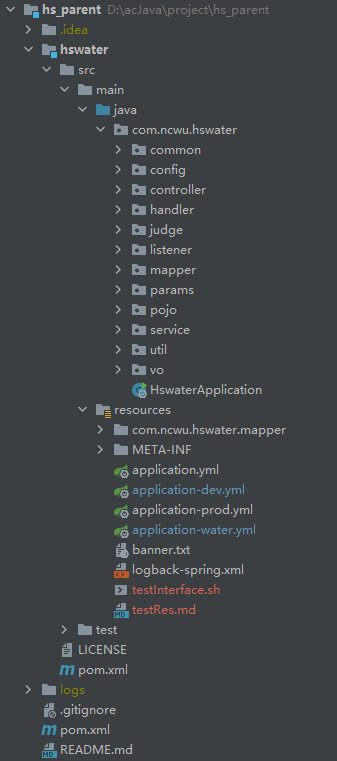 hs_parent D:\acJava\project\hs_parent
.idea
hswater
src
main
java
com.ncwu.hswater
common
config
controller
handler
judge
listener
mapper
params
pojo
service
util
vo
HswaterApplication
resources
com.ncwu.hswater.mapper
META-INF
application.yml
application-dev.yml
application-prod.yml
application-water.yml
banner.txt
logback-spring.xml
testInterface.sh
testRes.md
test
LICENSE
pom.xml
logs
.gitignore
pom.xml
README.md